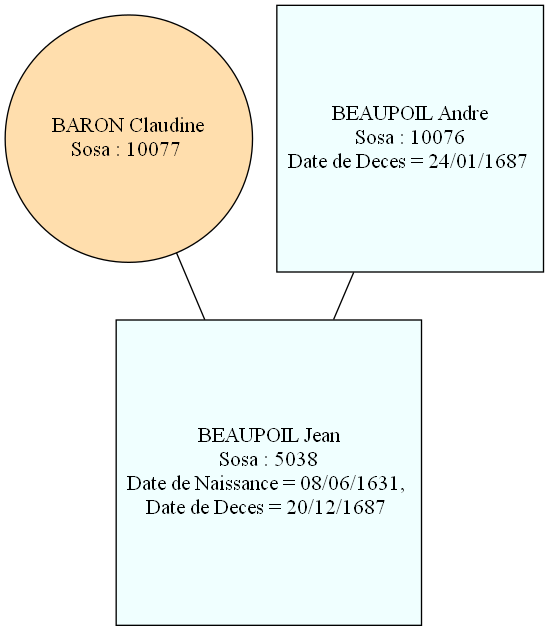 BARON Claudine
Sosa : 10077
BEAUPOIL Andre
Sosa : 10076
Date de Deces = 24/01/1687
BEAUPOIL Jean
Sosa : 5038
Date de Naissance = 08/06/1631,
Date de Deces = 20/12/1687